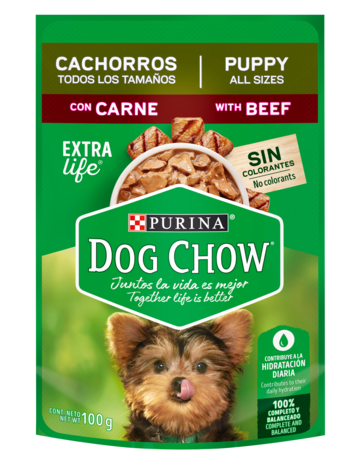 CACHORROS
TODOS LOS TAMAÑOS
PUPPY
ALL SIZES
CON CARNE
WITH BEEF
EXTRA
life®
SIN
COLORANTES
No colorants
PURINA®
DOG CHOW®
Juntos la vida es mejor
Together life is better
CONTRIBUYE A LA
HIDRATACIÓN
DIARIA
Contributes to their
daily hydration
100%
COMPLETO Y
BALANCEADO
COMPLETE AND
BALANCED
CONT. NETO
NET WT 100 g